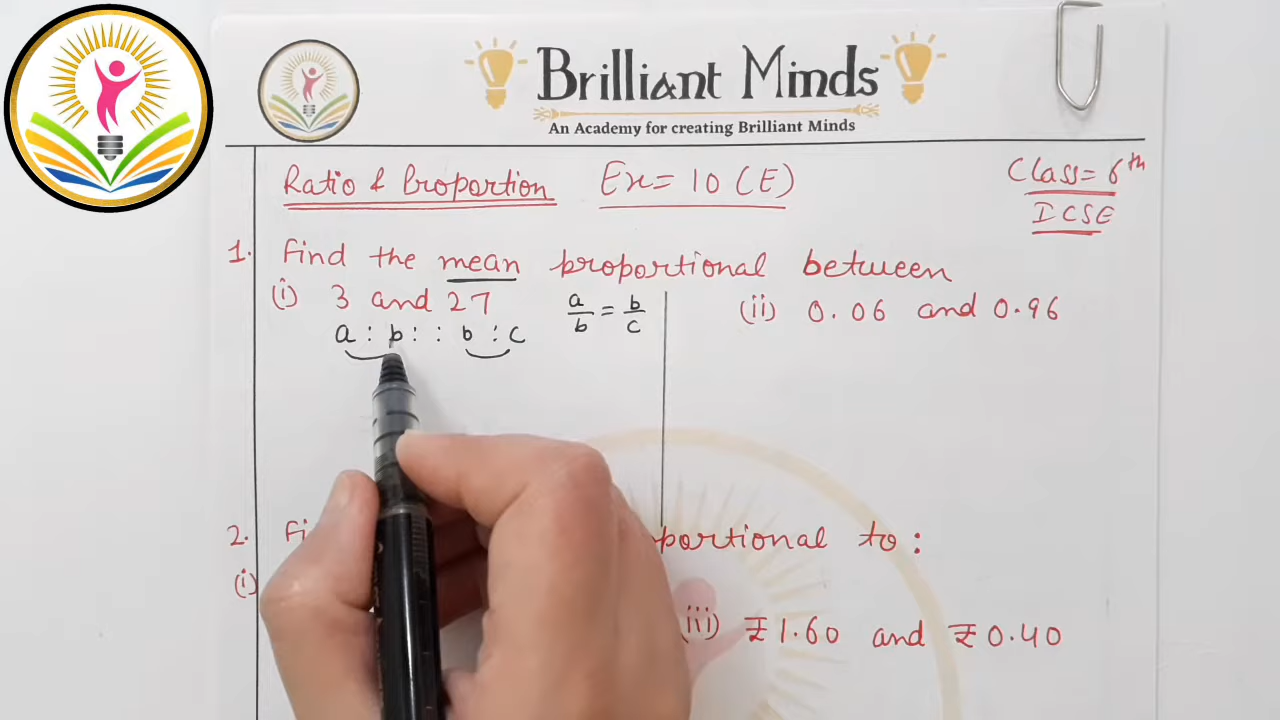 Brilliant Minds
An Academy for creating Brilliant Minds
Ratio & Proportion Ex= 10 (E) Class= 6th
ICSE
1. Find the mean proportional between
(i) 3 and 27 a/b = b/c (ii) 0.06 and 0.96
a : b : : b : c
2. portional to :
(i)
(iii) ₹1.60 and ₹0.40